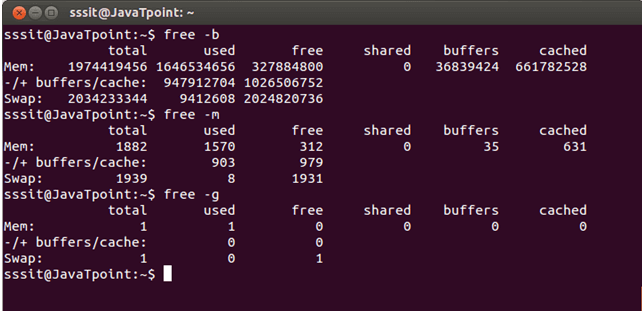 sssit@JavaTpoint: ~
sssit@JavaTpoint:~$ free -b
total used free shared buffers cached
Mem: 1974419456 1646534656 327884800 0 36839424 661782528
-/+ buffers/cache: 947912704 1026506752
Swap: 2034233344 9412608 2024820736
sssit@JavaTpoint:~$ free -m
total used free shared buffers cached
Mem: 1882 1570 312 0 35 631
-/+ buffers/cache: 903 979
Swap: 1939 8 1931
sssit@JavaTpoint:~$ free -g
total used free shared buffers cached
Mem: 1 1 0 0 0 0
-/+ buffers/cache: 0 0
Swap: 1 0 1
sssit@JavaTpoint:~$